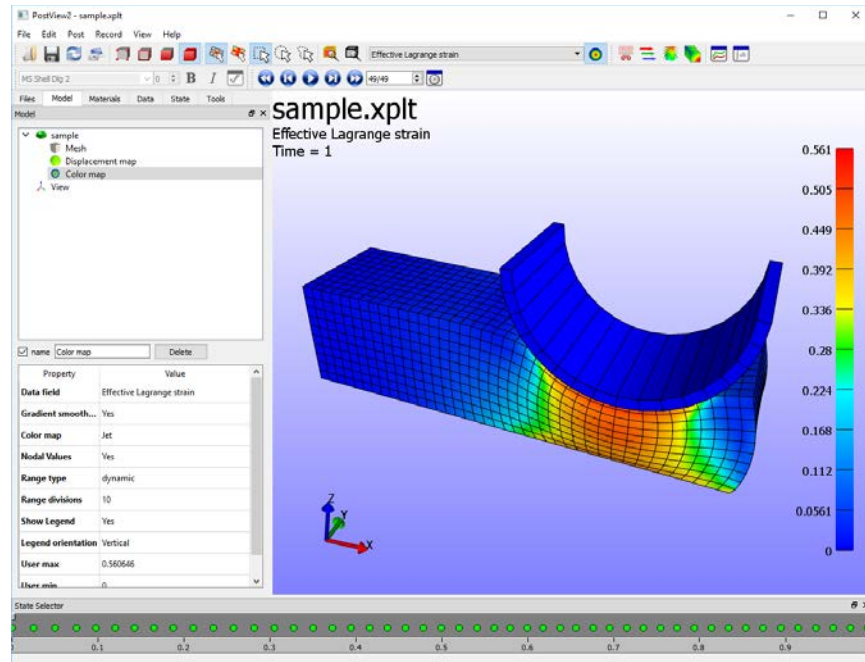 PostView2 - sample.xplt
File Edit Post Record View Help
Effective Lagrange strain
MS Shell Dlg 2 0 B I 49/49
Files Model Materials Data State Tools
Model
sample
Mesh
Displacement map
Color map
View
name Color map Delete
Property Value
Data field Effective Lagrange strain
Gradient smooth... Yes
Color map Jet
Nodal Values Yes
Range type dynamic
Range divisions 10
Show Legend Yes
Legend orientation Vertical
User max 0.560646
User min 0
sample.xplt
Effective Lagrange strain
Time = 1
0.561
0.505
0.449
0.392
0.336
0.28
0.224
0.168
0.112
0.0561
0
Z
Y
X
State Selector
0.1 0.2 0.3 0.4 0.5 0.6 0.7 0.8 0.9